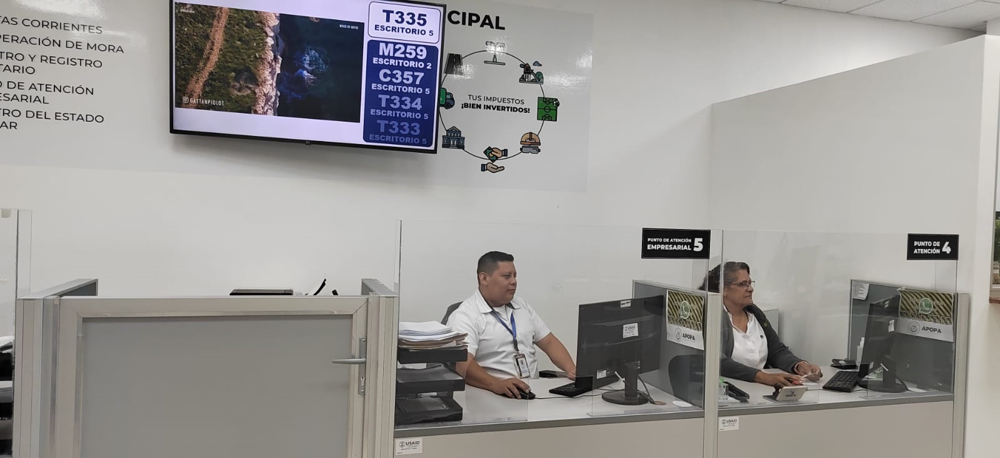 TAS CORRIENTES
PERACIÓN DE MORA
TRO Y REGISTRO
TARIO
O DE ATENCIÓN
ESARIAL
TRO DEL ESTADO
AR
GAETANPIOLOT
T335
ESCRITORIO 5
M259
ESCRITORIO 2
C357
ESCRITORIO 5
T334
ESCRITORIO 5
T333
ESCRITORIO 5
CIPAL
TUS IMPUESTOS
¡BIEN INVERTIDOS!
PUNTO DE ATENCIÓN
EMPRESARIAL 5
PUNTO DE
ATENCIÓN 4
USAID
APOPA
APOPA
USAID
USAID